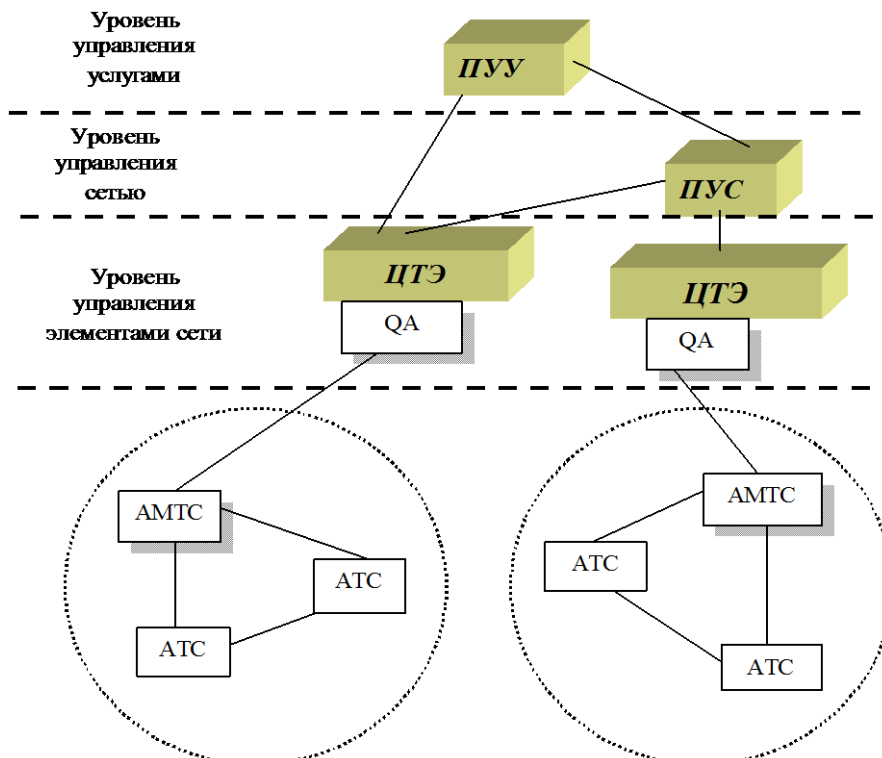 Уровень
управления
услугами
ПУУ
Уровень
управления
сетью
ПУС
Уровень
управления
элементами сети
ЦТЭ
QA
ЦТЭ
QA
АМТС
АТС
АТС
АМТС
АТС
АТС